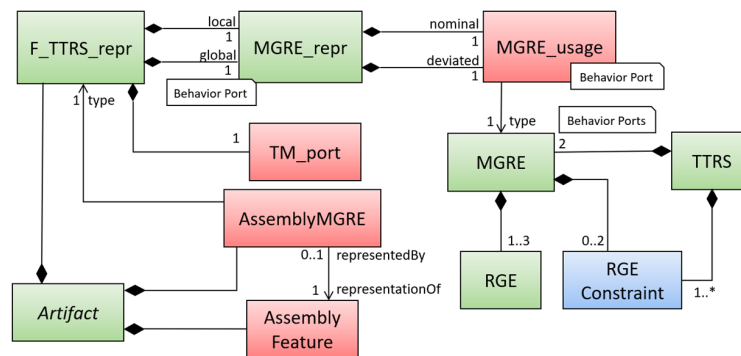 F_TTRS_repr
local
1
global
1
MGRE_repr
Behavior Port
nominal
1
deviated
1
MGRE_usage
Behavior Port
1 type
1
TM_port
1 type
Behavior Ports
MGRE
2
TTRS
AssemblyMGRE
0..1 representedBy
1 representationOf
1..3
0..2
RGE
RGE
Constraint
1..*
Artifact
Assembly
Feature